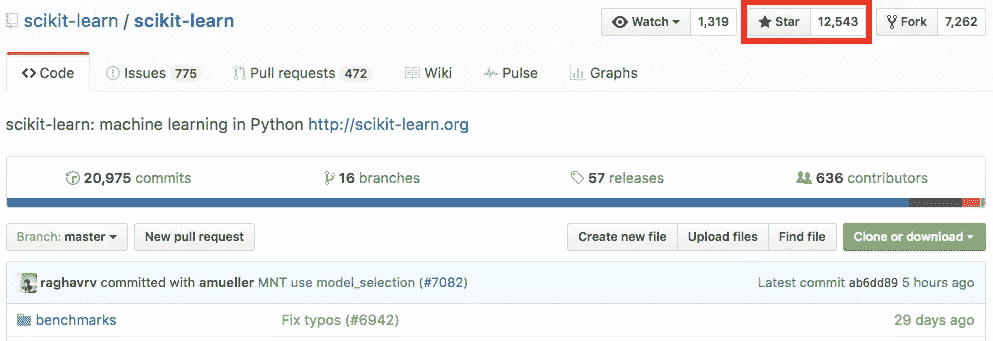 scikit-learn / scikit-learn Watch 1,319 Star 12,543 Fork 7,262
<> Code Issues 775 Pull requests 472 Wiki Pulse Graphs
scikit-learn: machine learning in Python http://scikit-learn.org
20,975 commits 16 branches 57 releases 636 contributors
Branch: master New pull request Create new file Upload files Find file Clone or download
raghavrv committed with amueller MNT use model_selection (#7082) Latest commit ab6dd89 5 hours ago
benchmarks Fix typos (#6942) 29 days ago